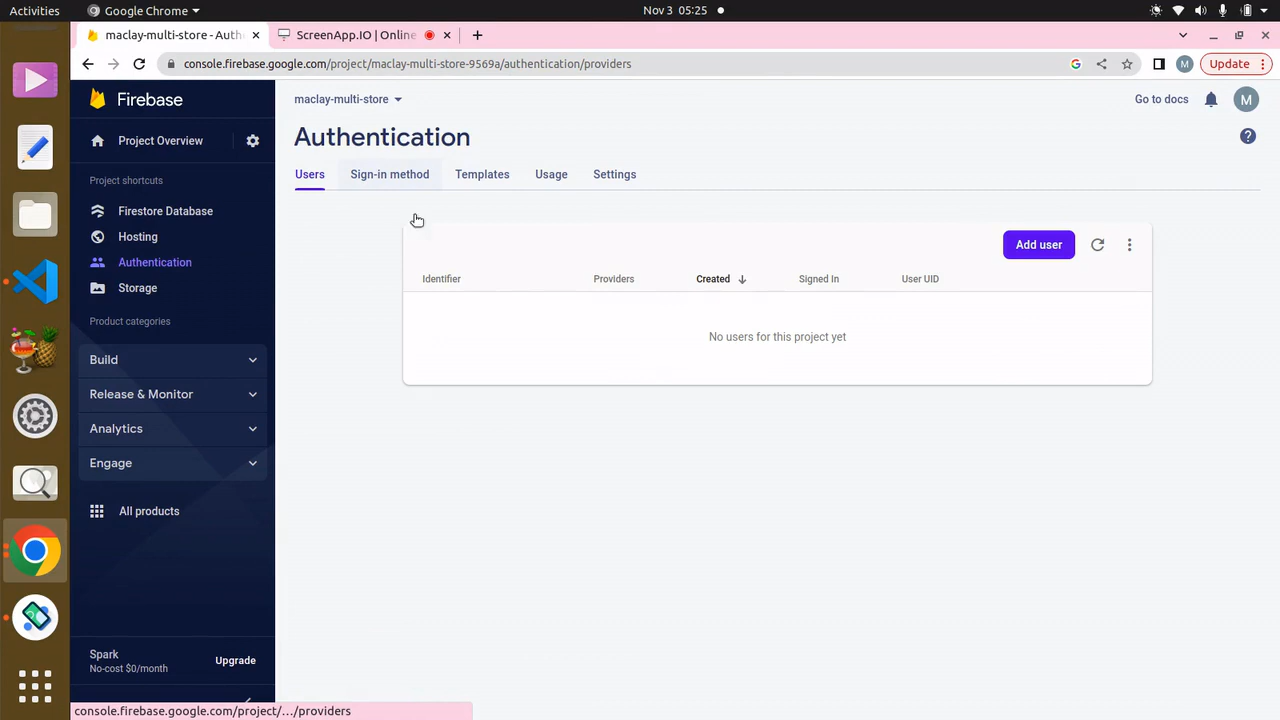 Activities
Google Chrome
Nov 3 05:25
maclay-multi-store - Auth
ScreenApp.IO | Online
console.firebase.google.com/project/maclay-multi-store-9569a/authentication/providers
M
Update
Firebase
maclay-multi-store
Go to docs
M
Project Overview
Authentication
Users
Sign-in method
Templates
Usage
Settings
Project shortcuts
Firestore Database
Hosting
Authentication
Storage
Add user
Identifier
Providers
Created
Signed In
User UID
No users for this project yet
Product categories
Build
Release & Monitor
Analytics
Engage
All products
Spark
No-cost $0/month
Upgrade
console.firebase.google.com/project/…/providers